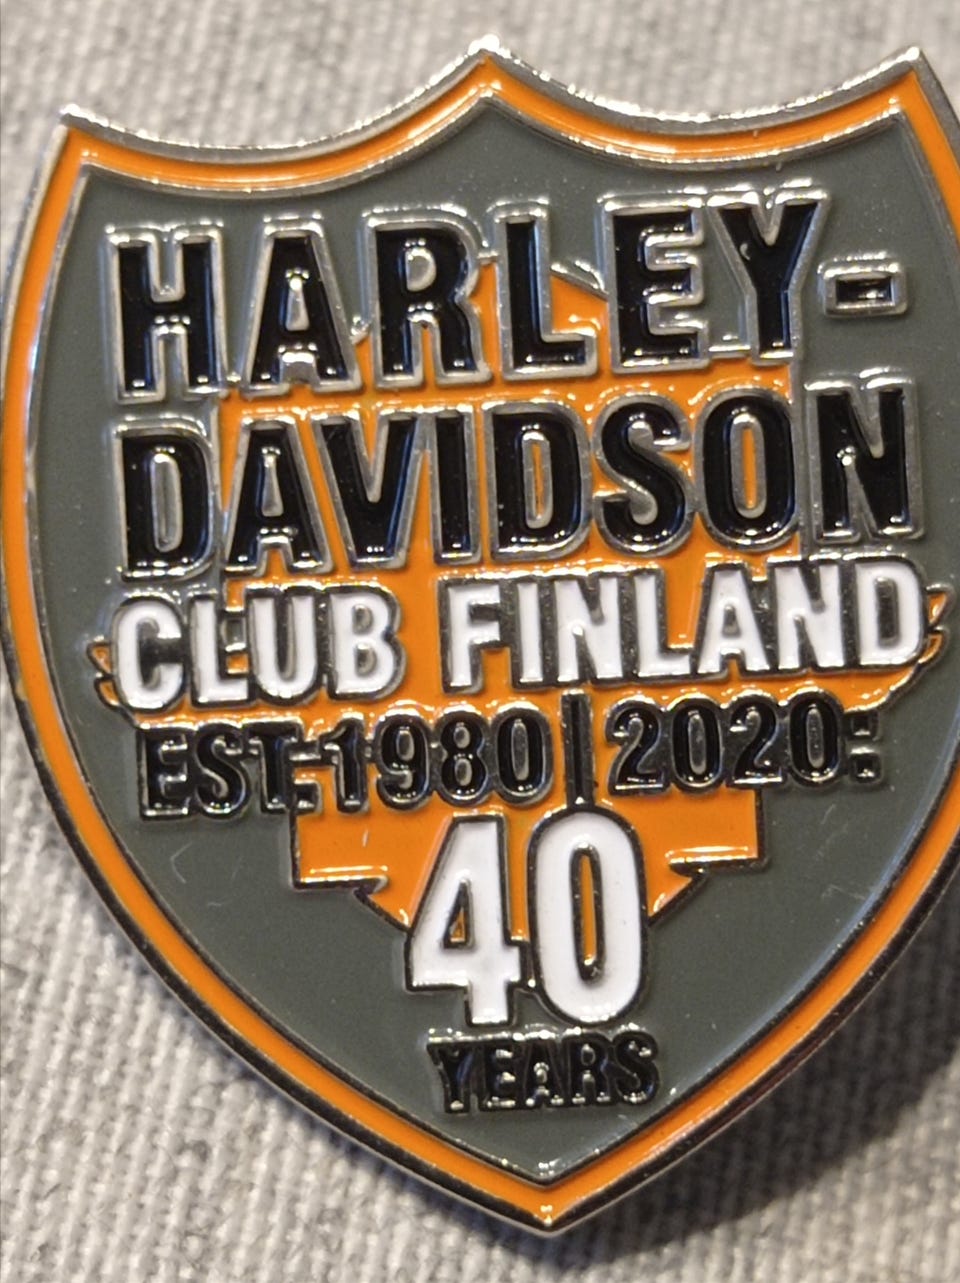 HARLEY-
DAVIDSON
CLUB FINLAND
EST.1980 | 2020:
40
YEARS